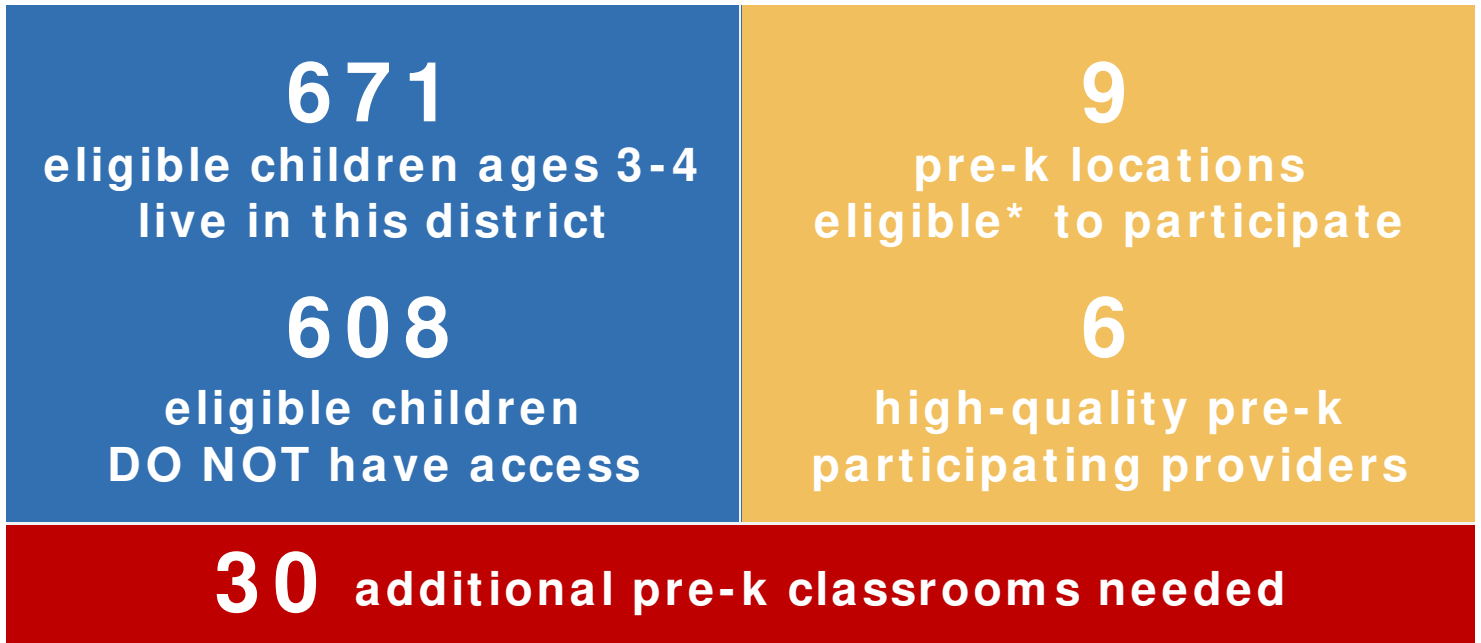 671
eligible children ages 3-4
live in this district
608
eligible children
DO NOT have access
9
pre-k locations
eligible* to participate
6
high-quality pre-k
participating providers
30 additional pre-k classrooms needed